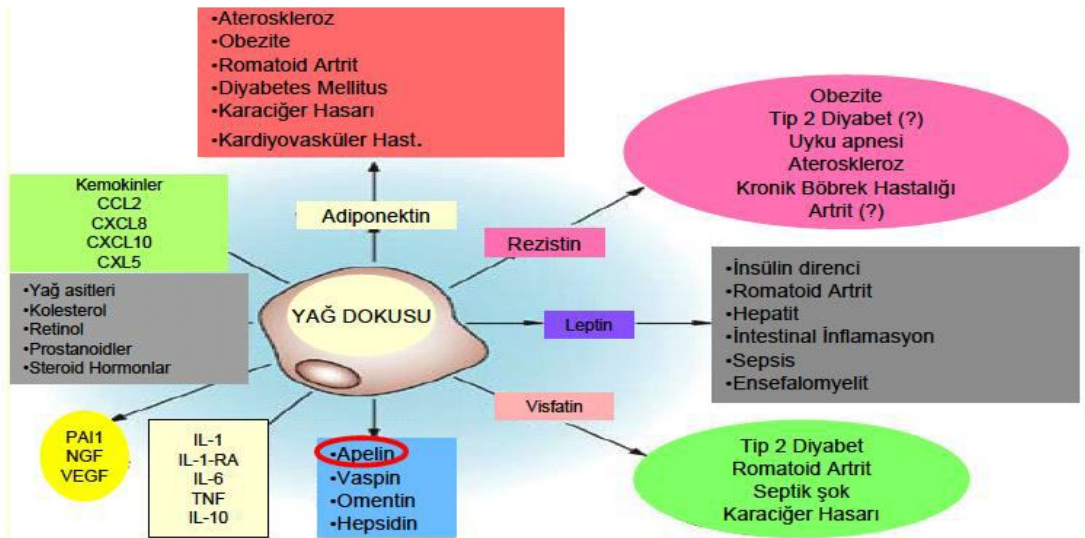 •Ateroskleroz
•Obezite
•Romatoid Artrit
•Diyabetes Mellitus
•Karaciğer Hasarı
•Kardiyovasküler Hast.
Obezite
Tip 2 Diyabet (?)
Uyku apnesi
Ateroskleroz
Kronik Böbrek Hastalığı
Artrit (?)
Kemokinler
CCL2
CXCL8
CXCL10
CXL5
Adiponektin
Rezistin
•Yağ asitleri
•Kolesterol
•Retinol
•Prostanoidler
•Steroid Hormonlar
YAĞ DOKUSU
Leptin
•İnsülin direnci
•Romatoid Artrit
•Hepatit
•İntestinal İnflamasyon
•Sepsis
•Ensefalomyelit
Visfatin
PAI1
NGF
VEGF
IL-1
IL-1-RA
IL-6
TNF
IL-10
•Apelin
•Vaspin
•Omentin
•Hepsidin
Tip 2 Diyabet
Romatoid Artrit
Septik şok
Karaciğer Hasarı